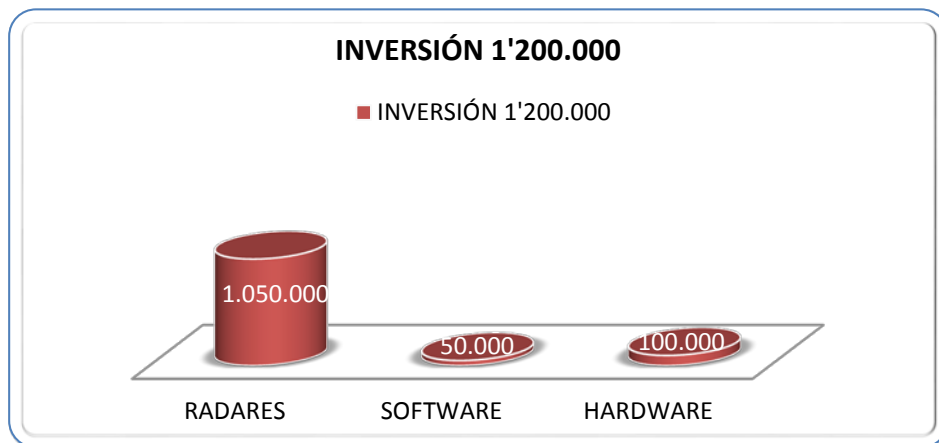 INVERSIÓN 1'200.000
INVERSIÓN 1'200.000
1.050.000
50.000
100.000
RADARES
SOFTWARE
HARDWARE